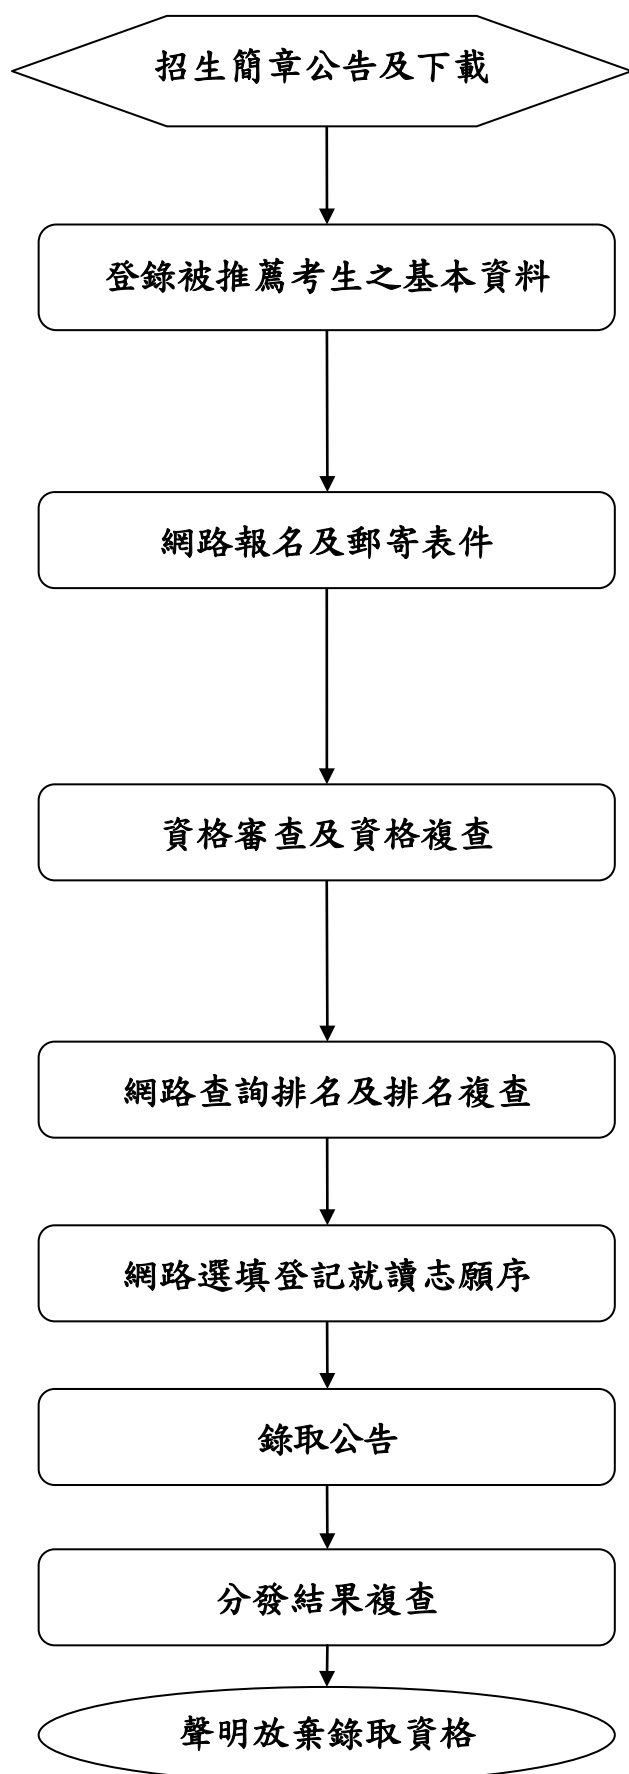 招生簡章公告及下載
登錄被推薦考生之基本資料
網路報名及郵寄表件
資格審查及資格複查
網路查詢排名及排名複查
網路選填登記就讀志願序
錄取公告
分發結果複查
聲明放棄錄取資格